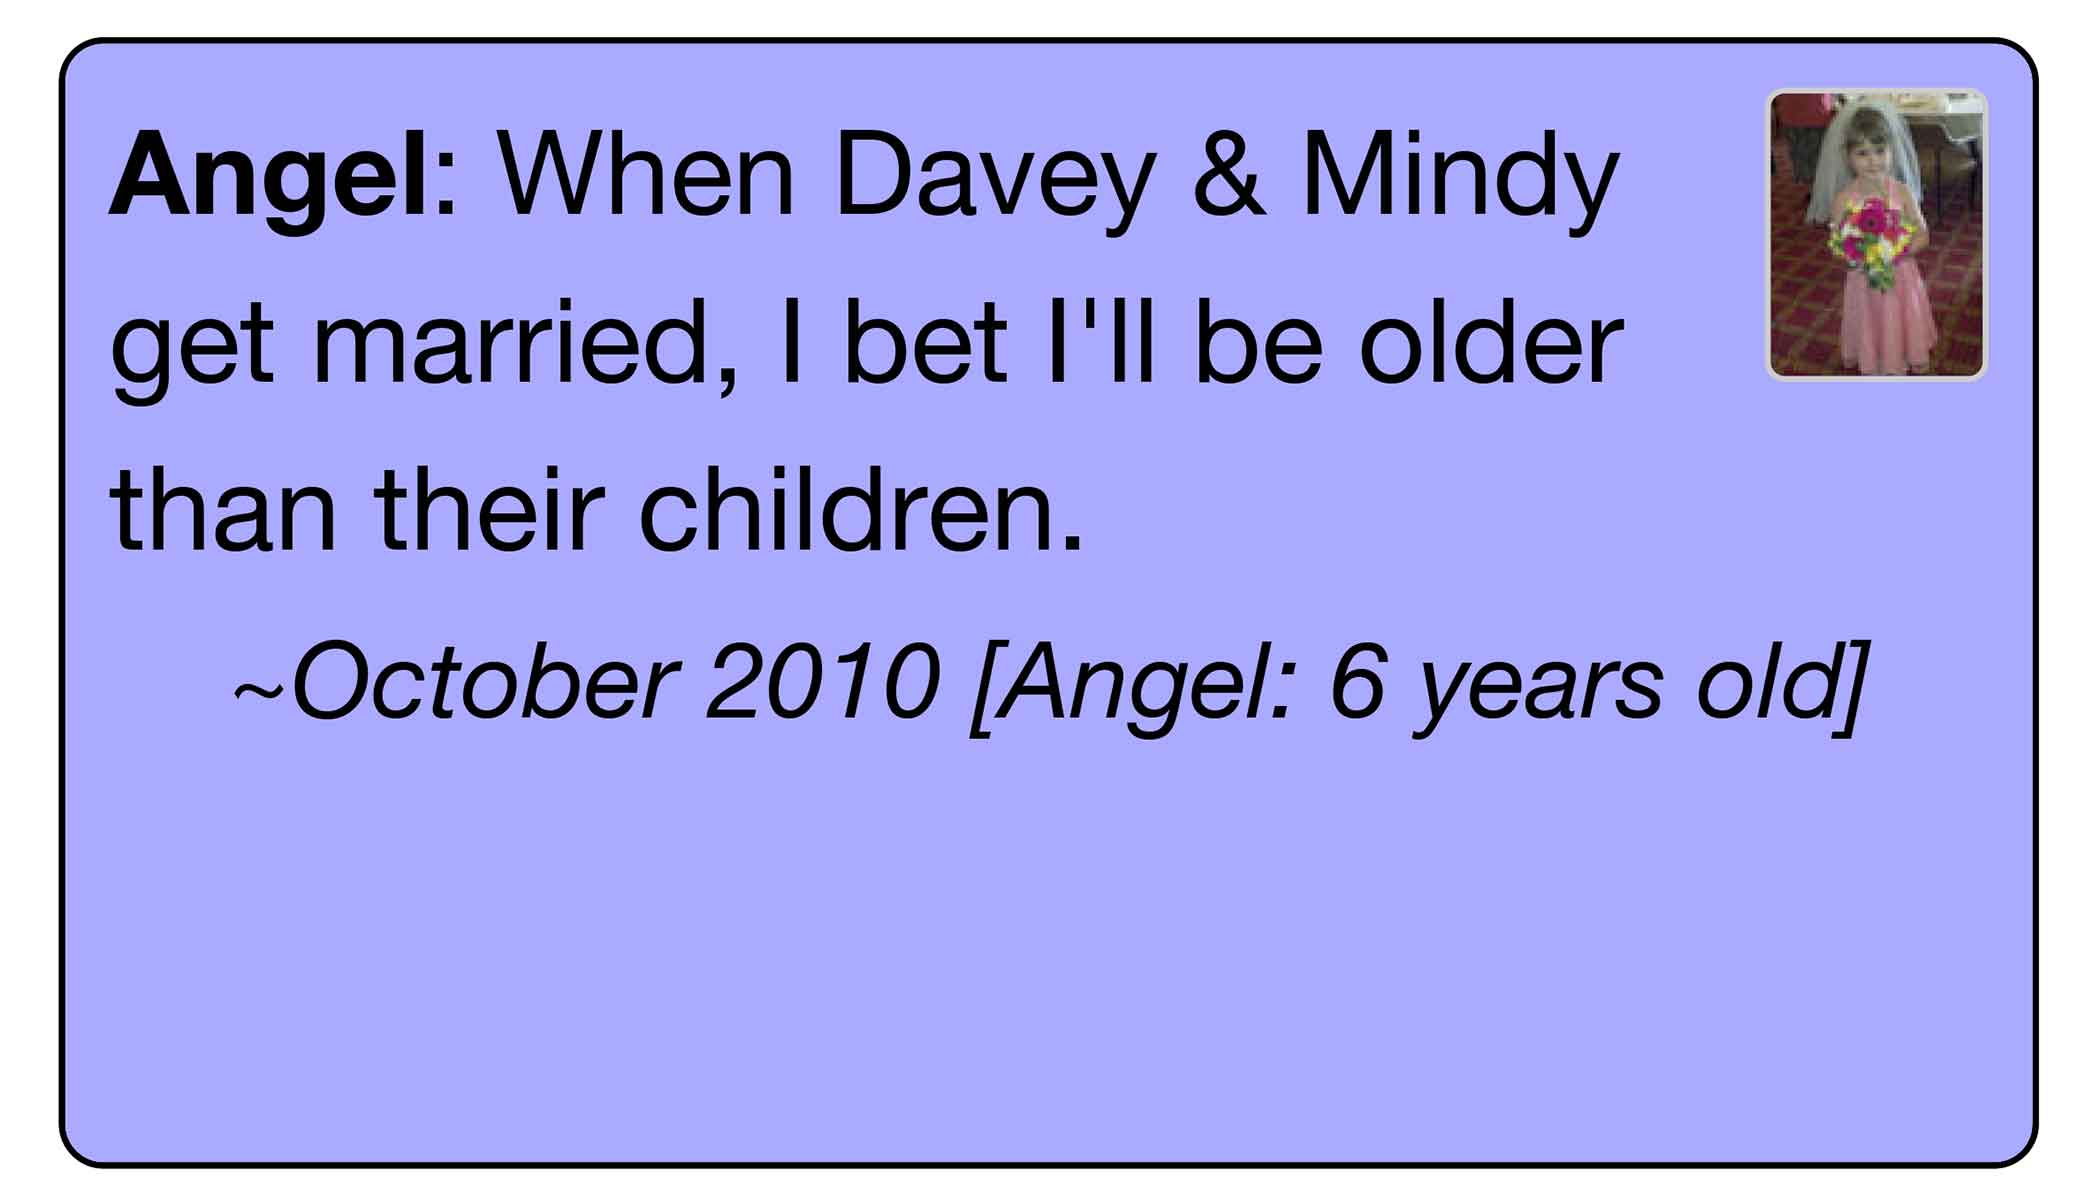 Angel: When Davey & Mindy
get married, I bet I'll be older
than their children.
~October 2010 [Angel: 6 years old]